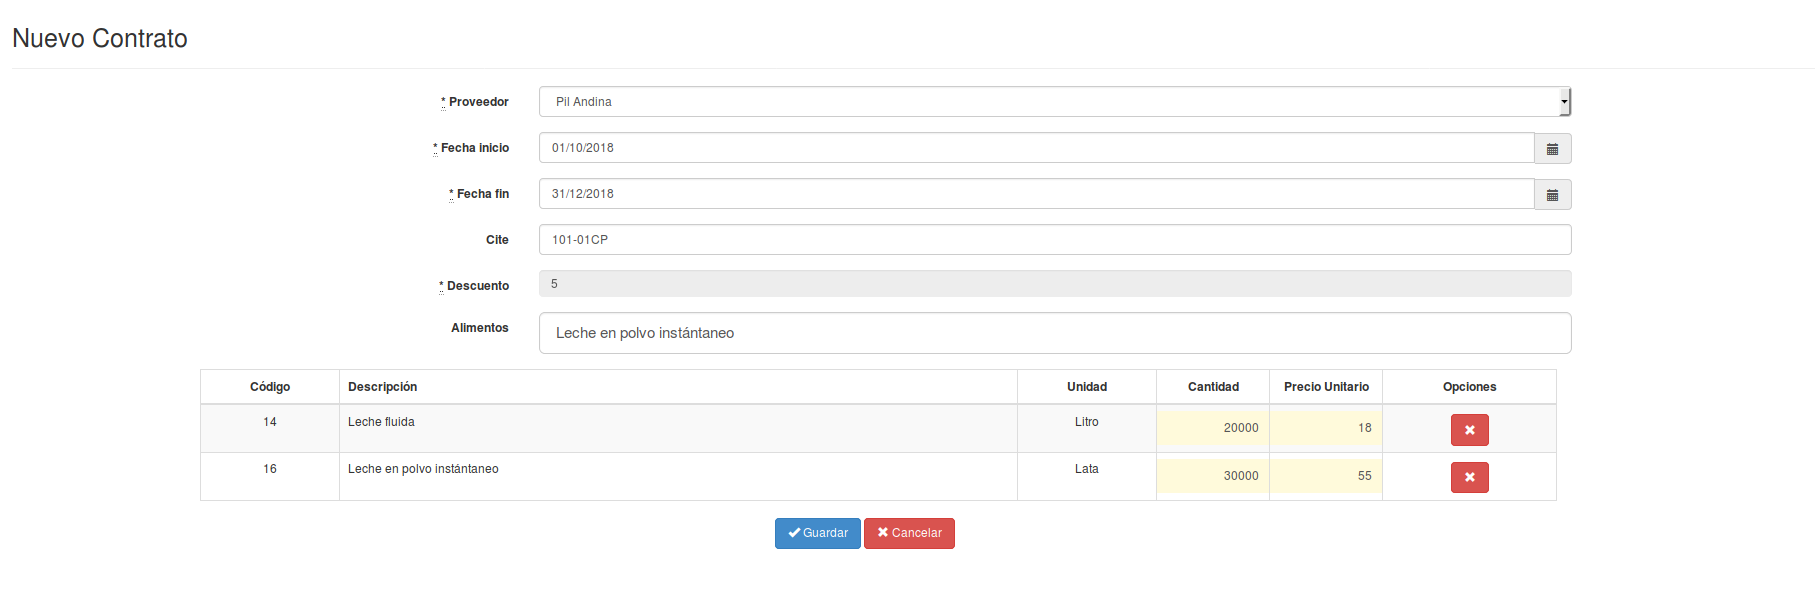 Nuevo Contrato
* Proveedor Pil Andina
* Fecha inicio 01/10/2018
* Fecha fin 31/12/2018
Cite 101-01CP
* Descuento 5
Alimentos Leche en polvo instántaneo
Código Descripción Unidad Cantidad Precio Unitario Opciones
14 Leche fluida Litro 20000 18
16 Leche en polvo instántaneo Lata 30000 55
Guardar Cancelar